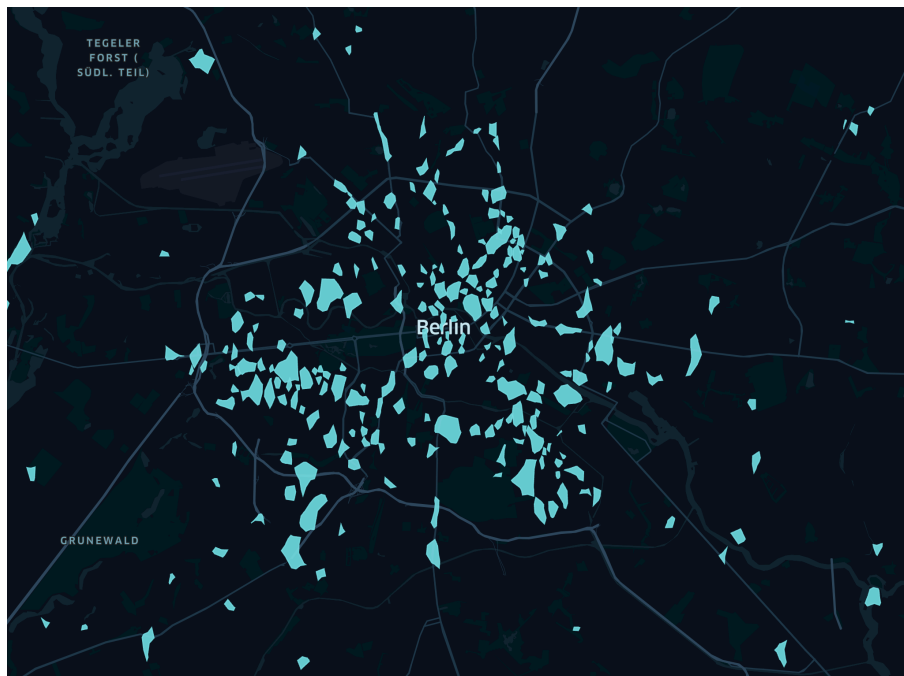 TEGELER
FORST (
SÜDL. TEIL)
Berlin
GRUNEWALD